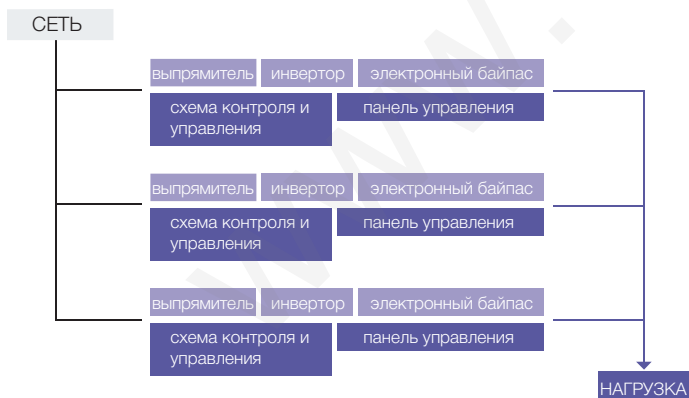 СЕТЬ
выпрямитель инвертор электронный байпас
схема контроля и панель управления
управления
выпрямитель инвертор электронный байпас
схема контроля и панель управления
управления
выпрямитель инвертор электронный байпас
схема контроля и панель управления
управления
НАГРУЗКА
www.